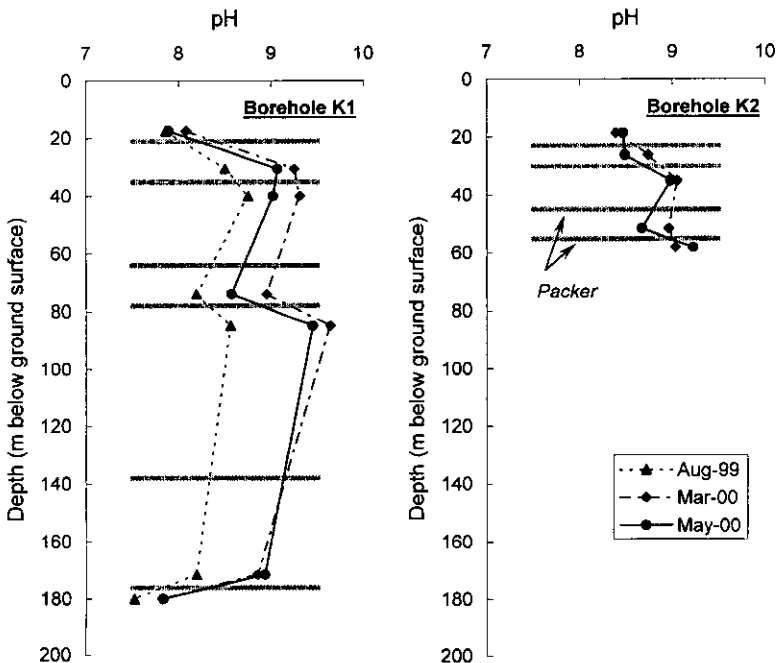 pH
7 8 9 10
0
20
40
60
80
100
120
140
160
180
200
Depth (m below ground surface)
Borehole K1
pH
7 8 9 10
0
20
40
60
80
100
120
140
160
180
200
Depth (m below ground surface)
Borehole K2
Packer
Aug-99
Mar-00
May-00